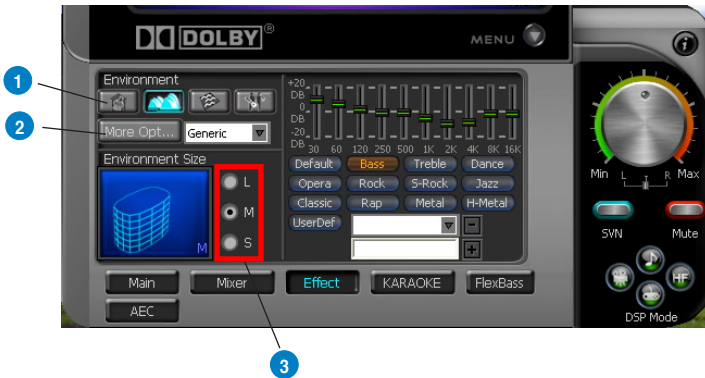 DOLBY®
MENU
i
1
Environment
2
More Opt...
Generic
+20
DB
0
DB
-20
DB
30 60 120 250 500 1K 2K 4K 8K 16K
Environment Size
L
M
S
M
Default Bass Treble Dance
Opera Rock S-Rock Jazz
Classic Rap Metal H-Metal
UserDef
Min L R Max
SVN Mute
HF
DSP Mode
Main Mixer Effect KARAOKE FlexBass
AEC
3